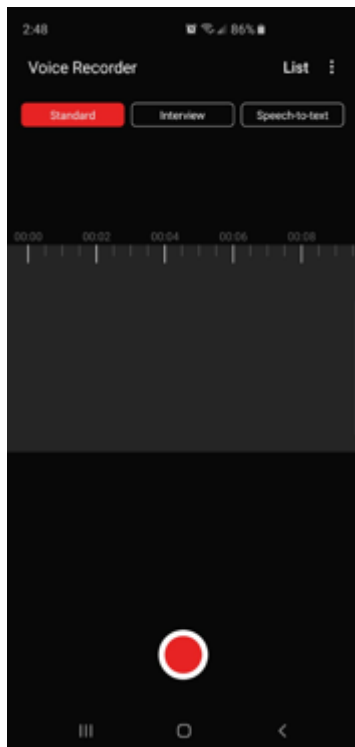 2:48 86%
Voice Recorder List
Standard Interview Speech-to-text
00:00 00:02 00:04 00:06 00:08